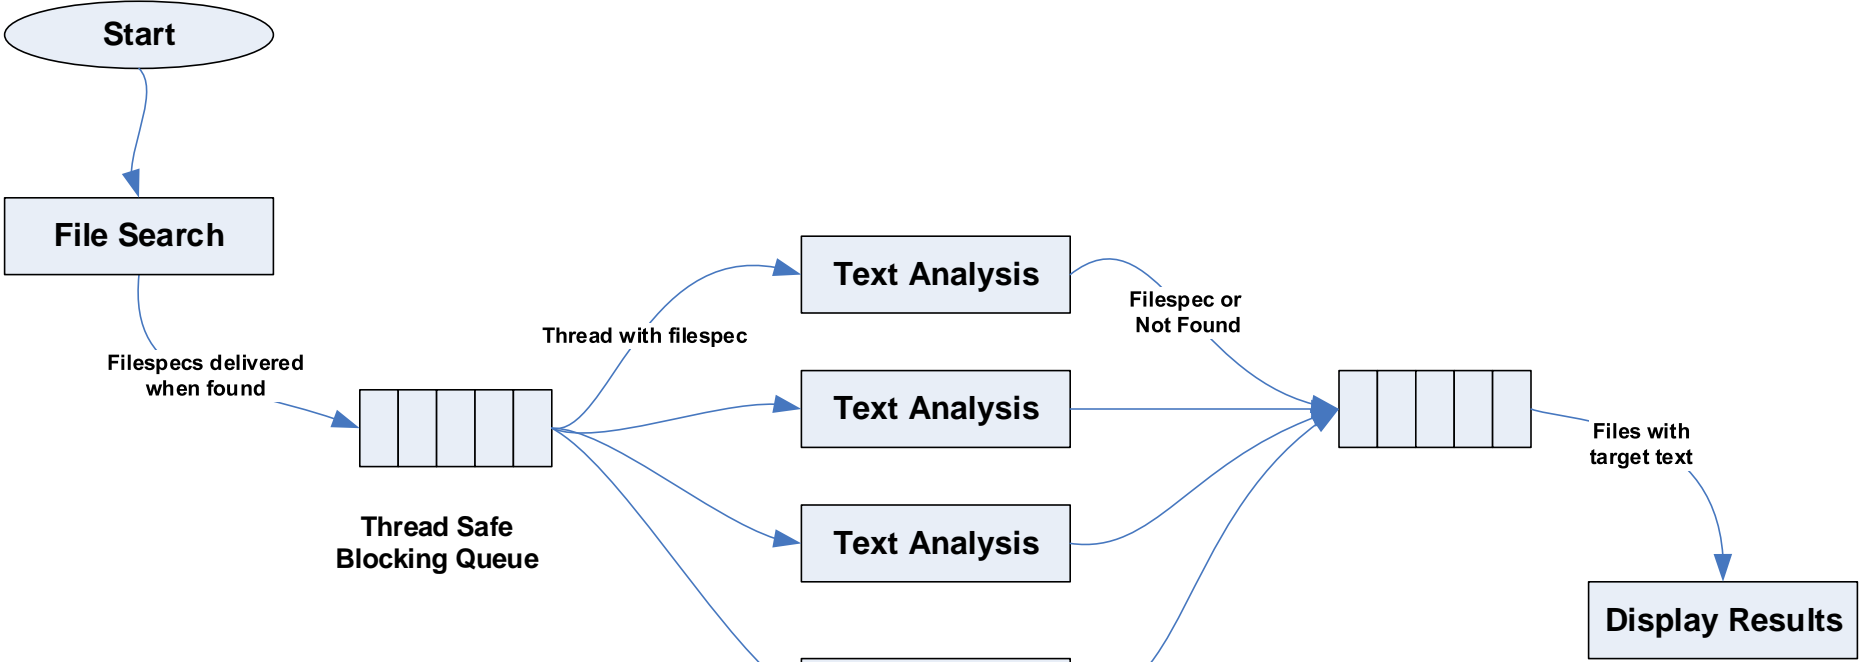 Start
File Search
Filespecs delivered
when found
Thread Safe
Blocking Queue
Thread with filespec
Text Analysis
Text Analysis
Text Analysis
Filespec or
Not Found
Files with
target text
Display Results